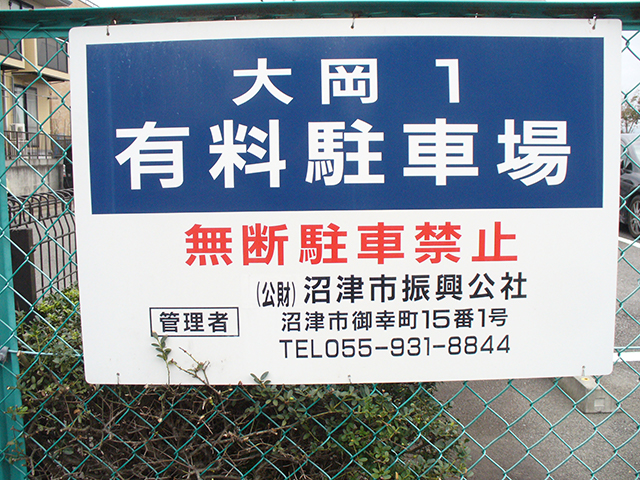 大岡 1
有料駐車場
無断駐車禁止
(公財)沼津市振興公社
管理者 沼津市御幸町15番1号
TEL055-931-8844